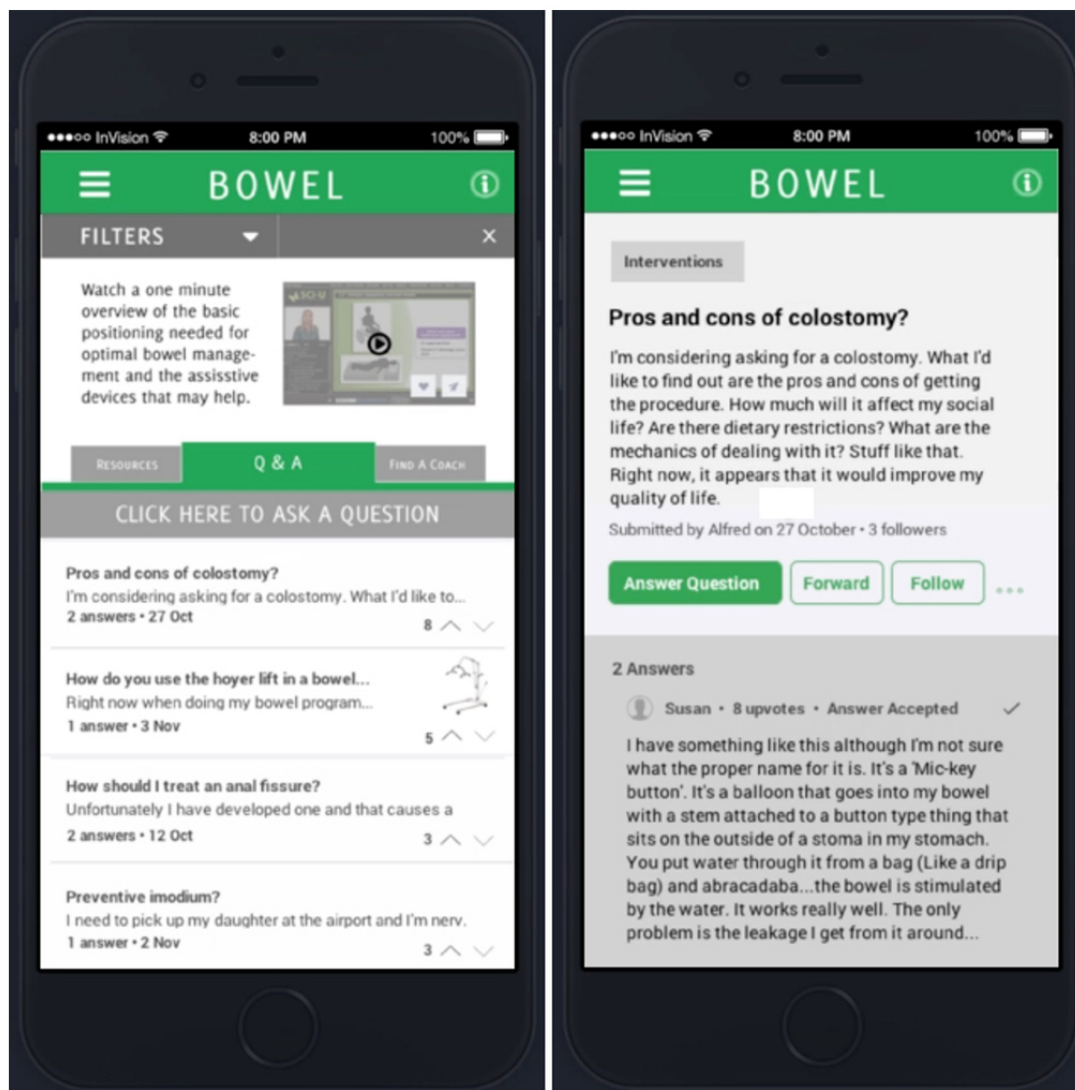 InVision 8:00 PM 100%
BOWEL
FILTERS
Watch a one minute
overview of the basic
positioning needed for
optimal bowel manage-
ment and the assisstive
devices that may help.
SCI-U
RESOURCES Q & A FIND A COACH
CLICK HERE TO ASK A QUESTION
Pros and cons of colostomy?
I'm considering asking for a colostomy. What I'd like to...
2 answers • 27 Oct
8
How do you use the hoyer lift in a bowel...
Right now when doing my bowel program...
1 answer • 3 Nov
5
How should I treat an anal fissure?
Unfortunately I have developed one and that causes a
2 answers • 12 Oct
3
Preventive imodium?
I need to pick up my daughter at the airport and I'm nerv.
1 answer • 2 Nov
3
InVision 8:00 PM 100%
BOWEL
Interventions
Pros and cons of colostomy?
I'm considering asking for a colostomy. What I'd
like to find out are the pros and cons of getting
the procedure. How much will it affect my social
life? Are there dietary restrictions? What are the
mechanics of dealing with it? Stuff like that.
Right now, it appears that it would improve my
quality of life.
Submitted by Alfred on 27 October • 3 followers
Answer Question Forward Follow ...
2 Answers
Susan • 8 upvotes • Answer Accepted
I have something like this although I'm not sure
what the proper name for it is. It's a 'Mic-key
button'. It's a balloon that goes into my bowel
with a stem attached to a button type thing that
sits on the outside of a stoma in my stomach.
You put water through it from a bag (Like a drip
bag) and abracadaba...the bowel is stimulated
by the water. It works really well. The only
problem is the leakage I get from it around...